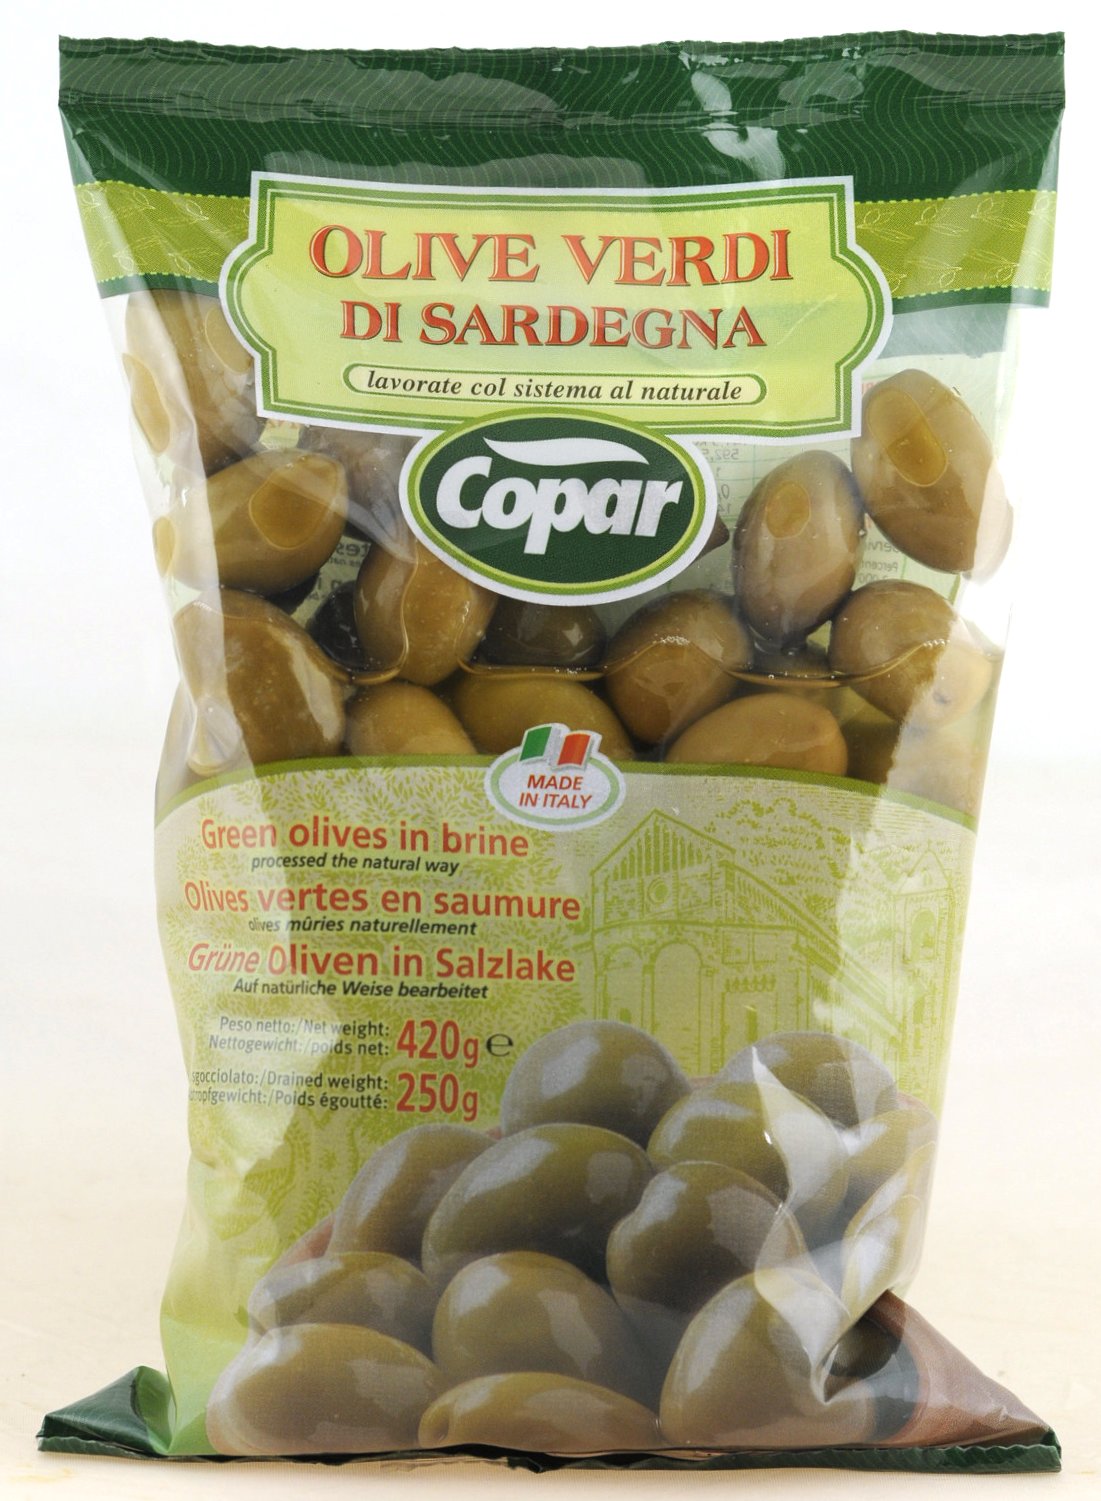 OLIVE VERDI
DI SARDEGNA
lavorate col sistema al naturale
Copar
MADE
IN ITALY
Green olives in brine
processed the natural way
Olives vertes en saumure
olives mûries naturellement
Grüne Oliven in Salzlake
Auf natürliche Weise bearbeitet
Peso netto:/Net weight:
Nettogewicht:/poids net: 420g e
sgocciolato:/Drained weight:
tropfgewicht:/Poids égoutté: 250g